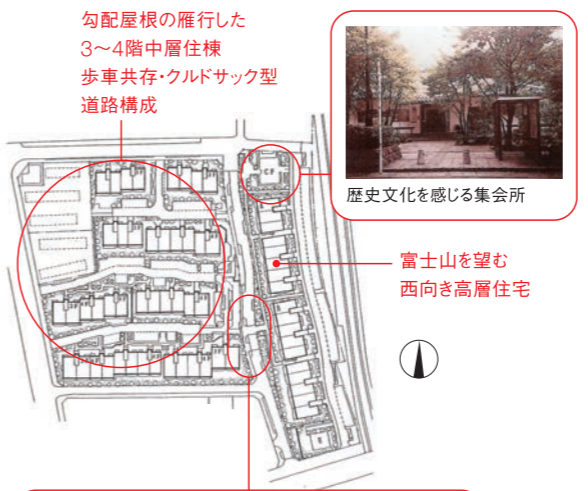 勾配屋根の雁行した
3〜4階中層住棟
歩車共存・クルドサック型
道路構成
歴史文化を感じる集会所
富士山を望む
西向き高層住宅